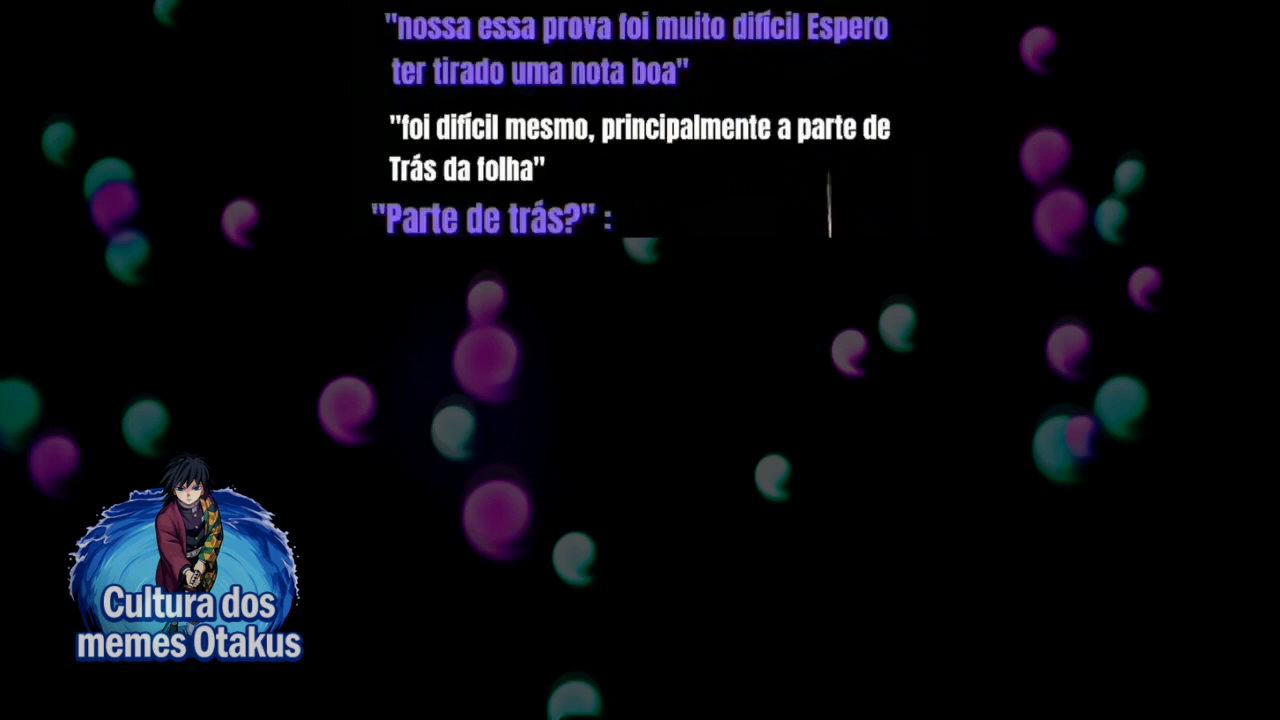 "nossa essa prova foi muito difícil Espero
ter tirado uma nota boa"
"foi difícil mesmo, principalmente a parte de
Trás da folha"
"Parte de trás?" :
Cultura dos
memes Otakus